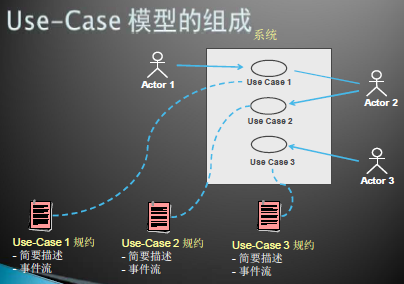 Use-Case 模型的组成
系统
Actor 1
Use Case 1
Actor 2
Use Case 2
Use Case 3
Actor 3
Use-Case 1 规约
- 简要描述
- 事件流
Use-Case 2 规约
- 简要描述
- 事件流
Use-Case 3 规约
- 简要描述
- 事件流